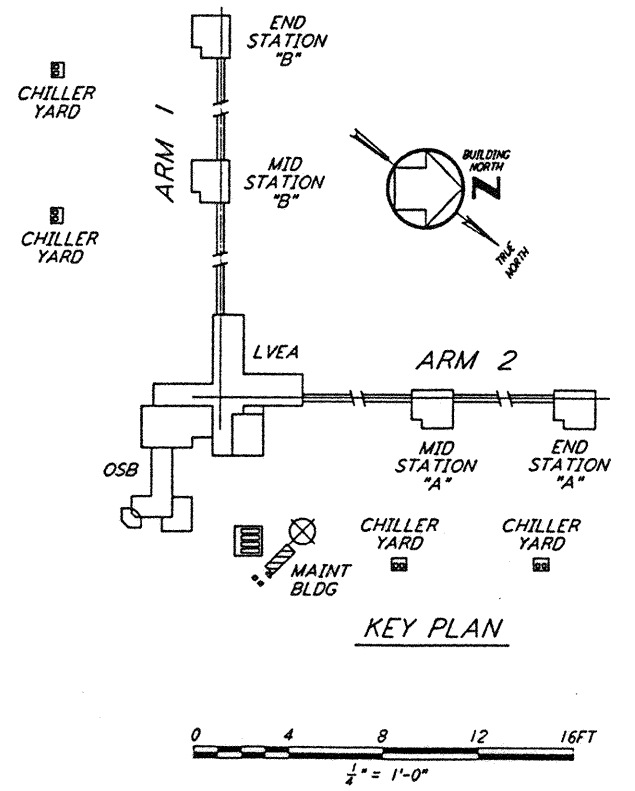 END
STATION
"B"
CHILLER
YARD
ARM 1
MID
STATION
"B"
BUILDING
NORTH
N
TRUE
NORTH
CHILLER
YARD
LVEA
ARM 2
MID
STATION
"A"
END
STATION
"A"
OSB
CHILLER
YARD
CHILLER
YARD
MAINT
BLDG
KEY PLAN
0 4 8 12 16FT
1/4" = 1'-0"